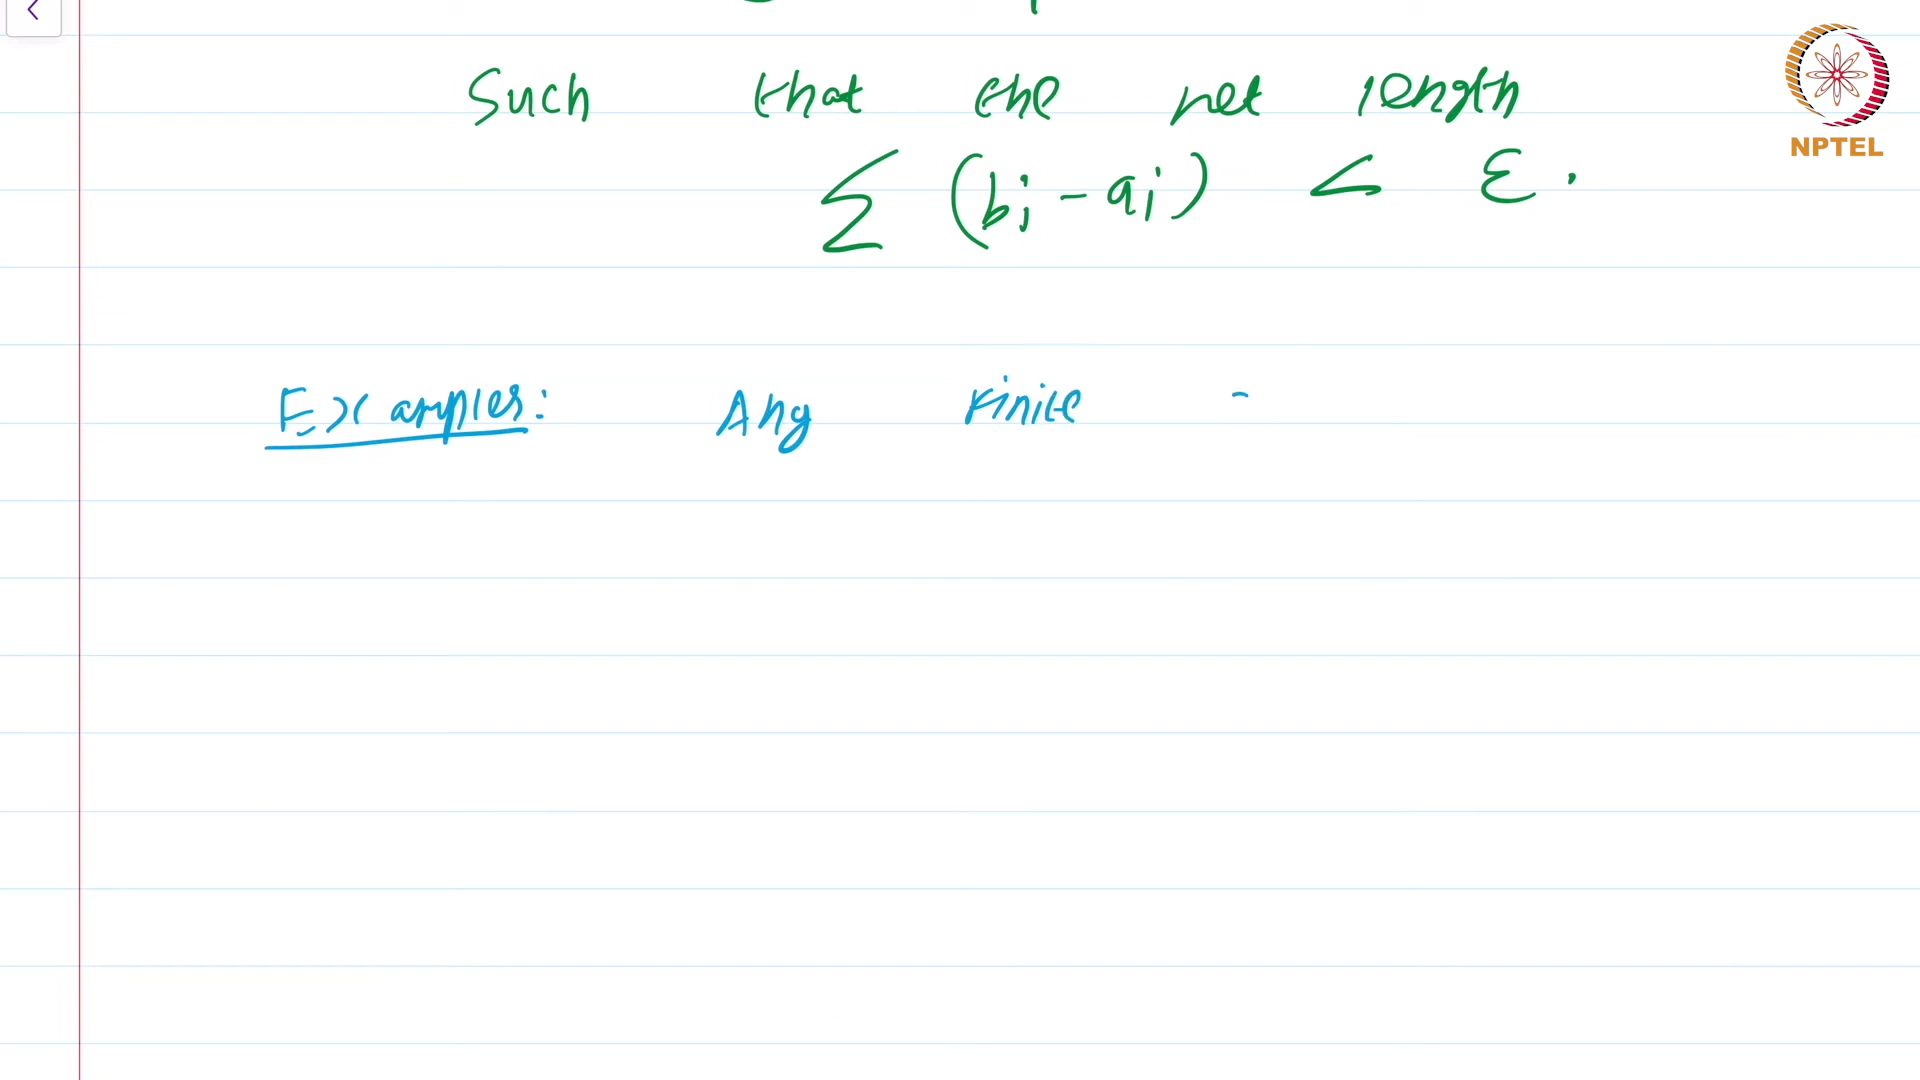 Such that the net length
NPTEL
∑ (bi - ai) < ε.
Examples: Any finite